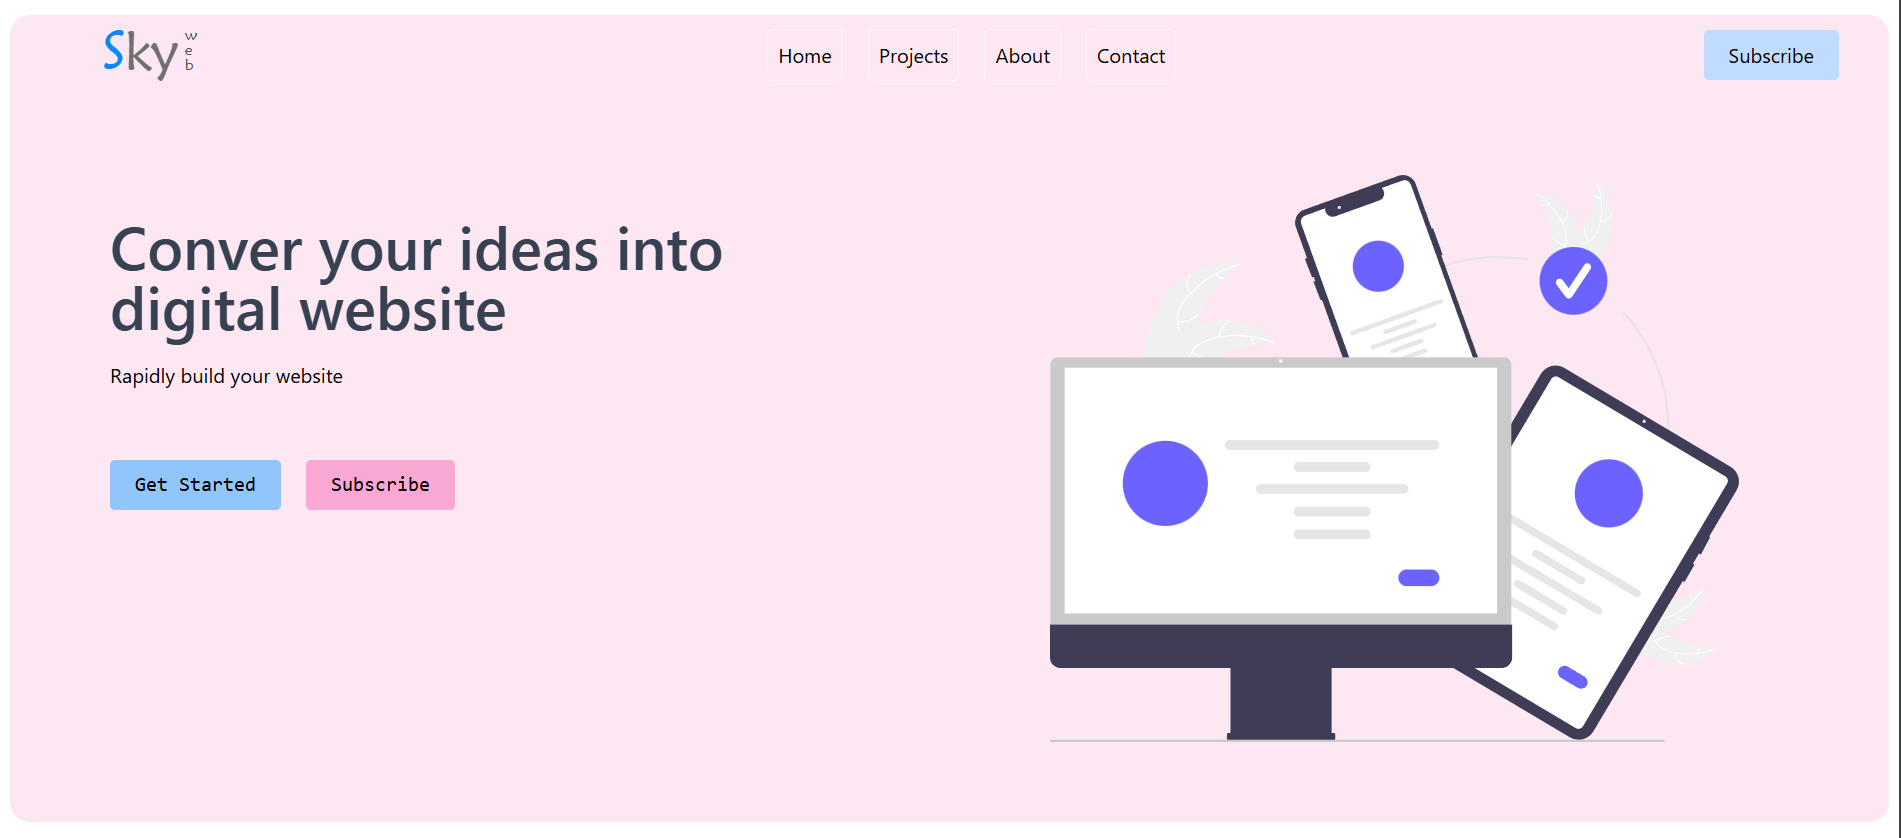 Sky web
Home Projects About Contact
Subscribe
Conver your ideas into
digital website
Rapidly build your website
Get Started Subscribe